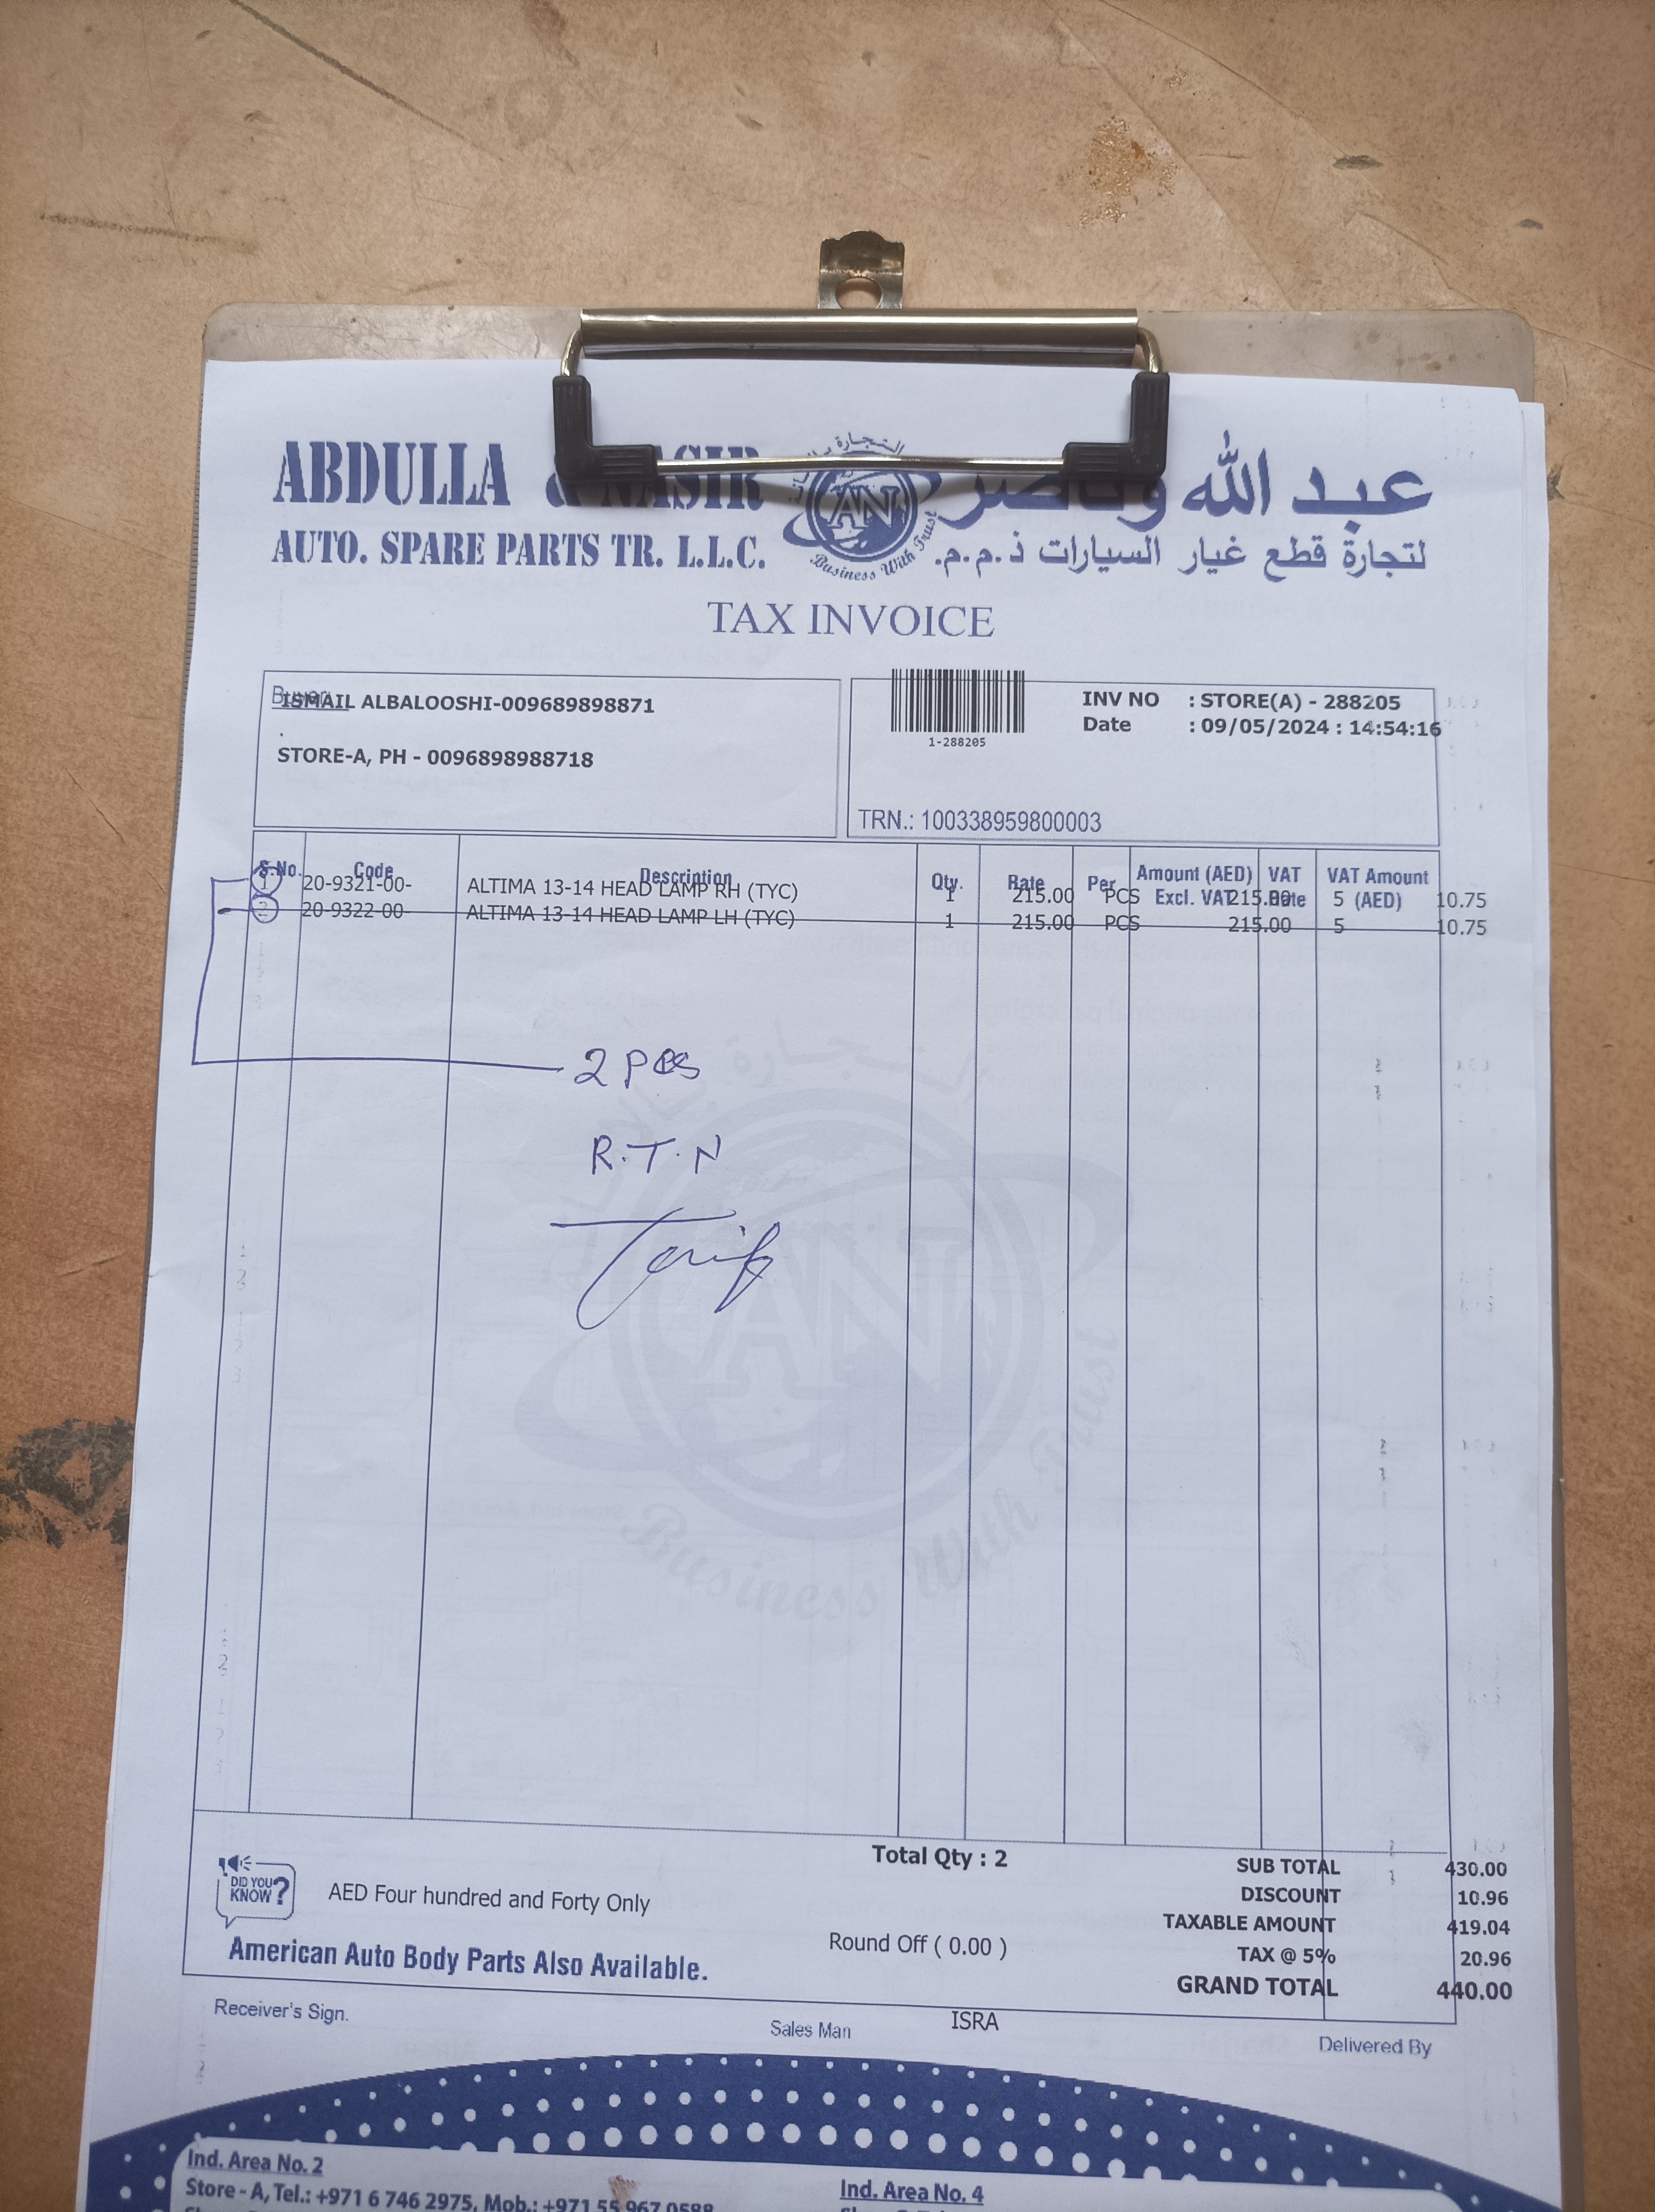 ABDULLA & NASIR
عبد الله وناصر
AUTO. SPARE PARTS TR. L.L.C.
لتجارة قطع غيار السيارات ذ.م.م.
AN
Business With Trust
TAX INVOICE
Buyer:
ISMAIL ALBALOOSHI-009689898871
.
STORE-A, PH - 0096898988718
1-288205
INV NO : STORE(A) - 288205
Date : 09/05/2024 : 14:54:16
TRN.: 100338959800003
S.No. Code Description Qty. Rate Per Amount (AED) Excl. VAT VAT Rate VAT Amount (AED)
1 20-9321-00- ALTIMA 13-14 HEAD LAMP RH (TYC) 1 215.00 PCS 215.00 5 10.75
2 20-9322-00- ALTIMA 13-14 HEAD LAMP LH (TYC) 1 215.00 PCS 215.00 5 10.75
2 PCS
R.T.N
Tarif
AN
Business With Trust
Total Qty : 2
SUB TOTAL 430.00
DISCOUNT 10.96
TAXABLE AMOUNT 419.04
TAX @ 5% 20.96
GRAND TOTAL 440.00
DID YOU KNOW?
AED Four hundred and Forty Only
Round Off ( 0.00 )
American Auto Body Parts Also Available.
Receiver's Sign.
Sales Man ISRA
Delivered By
Ind. Area No. 2
Store - A, Tel.: +971 6 746 2975, Mob.: +971 55 967 0588
Ind. Area No. 4